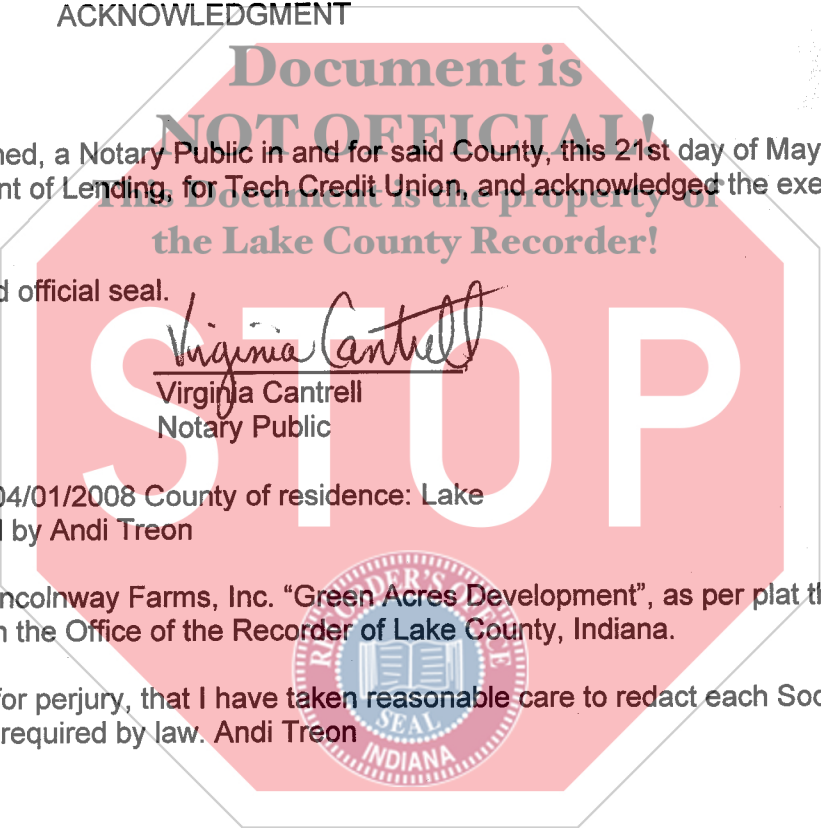 ACKNOWLEDGMENT
Document is
NOT OFFICIAL!
ned, a Notary Public in and for said County, this 21st day of May
nt of Lending, for Tech Credit Union, and acknowledged the exe
This Document is the property of
the Lake County Recorder!
d official seal.
Virginia Cantrell
Virginia Cantrell
Notary Public
STOP
04/01/2008 County of residence: Lake
d by Andi Treon
ncolnway Farms, Inc. “Green Acres Development”, as per plat th
n the Office of the Recorder of Lake County, Indiana.
RECORDER'S OFFICE
SEAL
INDIANA
for perjury, that I have taken reasonable care to redact each Soc
required by law. Andi Treon